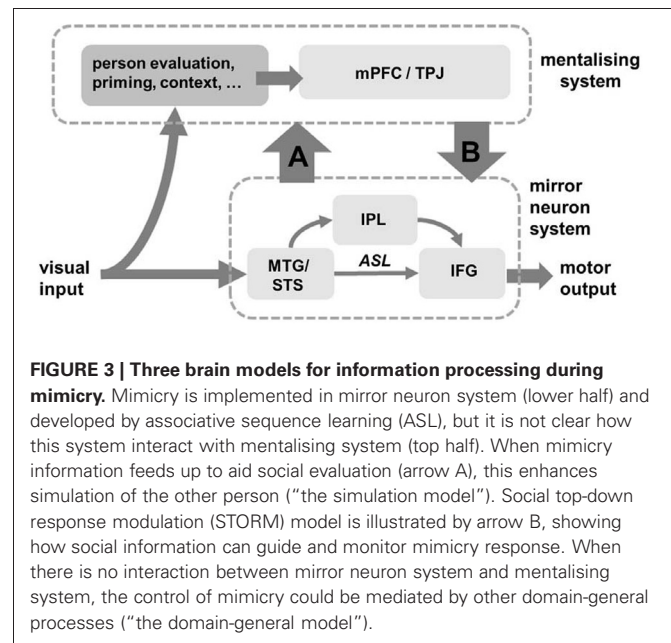 person evaluation,
priming, context, ...
mPFC / TPJ
mentalising
system
A
B
mirror
neuron
system
IPL
visual
input
MTG/
STS
ASL
IFG
motor
output
FIGURE 3 | Three brain models for information processing during
mimicry. Mimicry is implemented in mirror neuron system (lower half) and
developed by associative sequence learning (ASL), but it is not clear how
this system interact with mentalising system (top half). When mimicry
information feeds up to aid social evaluation (arrow A), this enhances
simulation of the other person (“the simulation model”). Social top-down
response modulation (STORM) model is illustrated by arrow B, showing
how social information can guide and monitor mimicry response. When
there is no interaction between mirror neuron system and mentalising
system, the control of mimicry could be mediated by other domain-general
processes (“the domain-general model”).